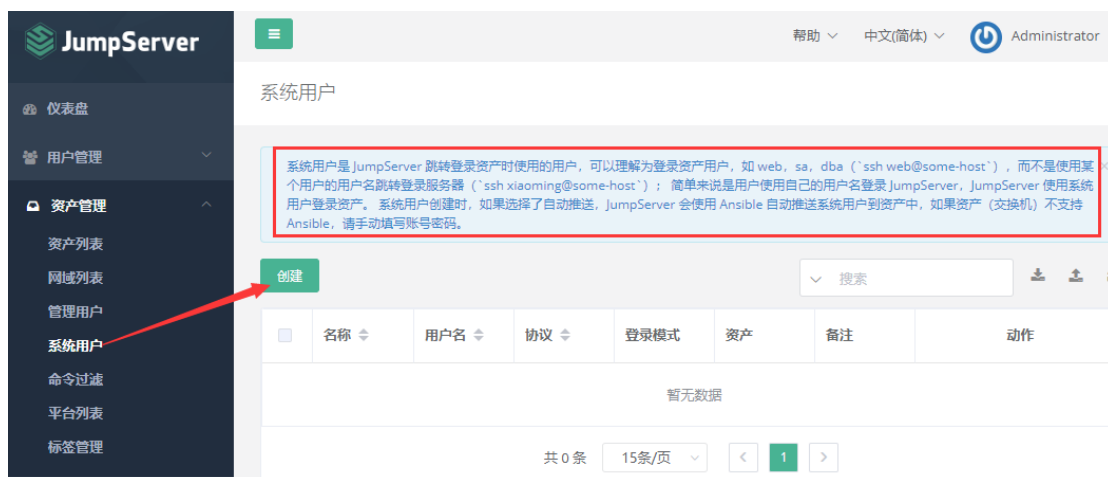 JumpServer
帮助
中文(简体)
Administrator
系统用户
仪表盘
用户管理
资产管理
资产列表
网域列表
管理用户
系统用户
命令过滤
平台列表
标签管理
系统用户是 JumpServer 跳转登录资产时使用的用户，可以理解为登录资产用户，如 web，sa，dba（`ssh web@some-host`），而不是使用某
个用户的用户名跳转登录服务器（`ssh xiaoming@some-host`）； 简单来说是用户使用自己的用户名登录 JumpServer，JumpServer 使用系统
用户登录资产。 系统用户创建时，如果选择了自动推送，JumpServer 会使用 Ansible 自动推送系统用户到资产中，如果资产（交换机）不支持
Ansible，请手动填写账号密码。
创建
搜索
名称 用户名 协议 登录模式 资产 备注 动作
暂无数据
共 0 条 15条/页 1